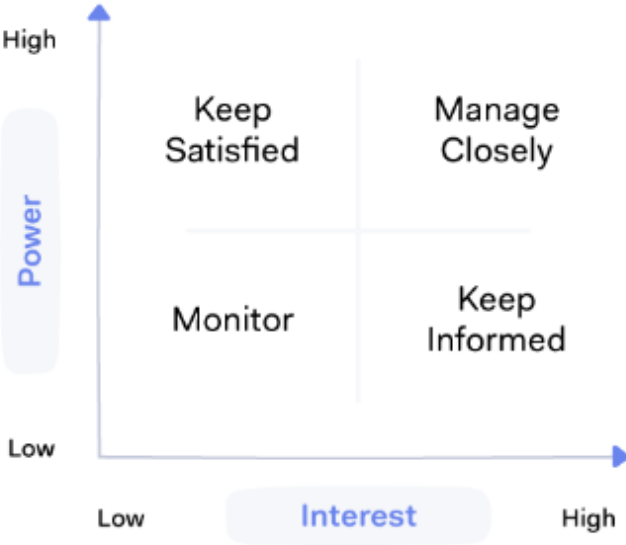 High
Keep
Satisfied
Manage
Closely
Power
Monitor
Keep
Informed
Low
Low
Interest
High